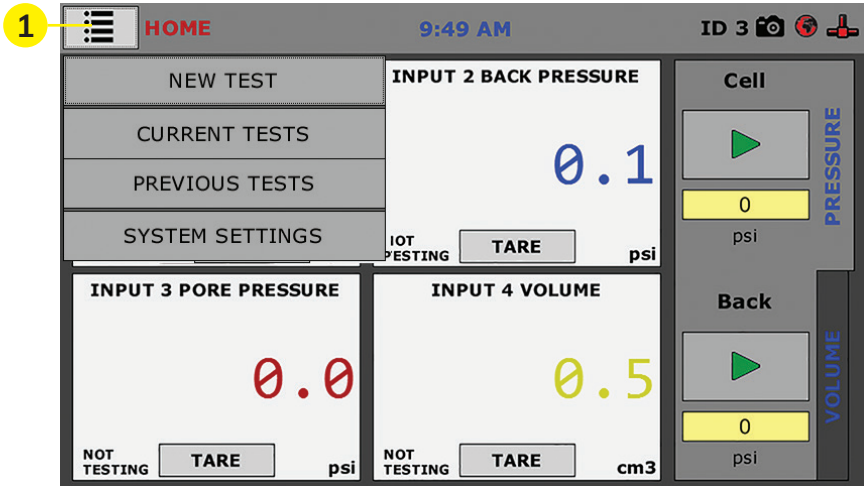 1
HOME
9:49 AM
ID 3
NEW TEST
CURRENT TESTS
PREVIOUS TESTS
SYSTEM SETTINGS
INPUT 2 BACK PRESSURE
0.1
TARE
psi
INPUT 3 PORE PRESSURE
0.0
NOT
TESTING
TARE
psi
INPUT 4 VOLUME
0.5
NOT
TESTING
TARE
cm3
Cell
0
psi
Back
0
psi
PRESSURE
VOLUME